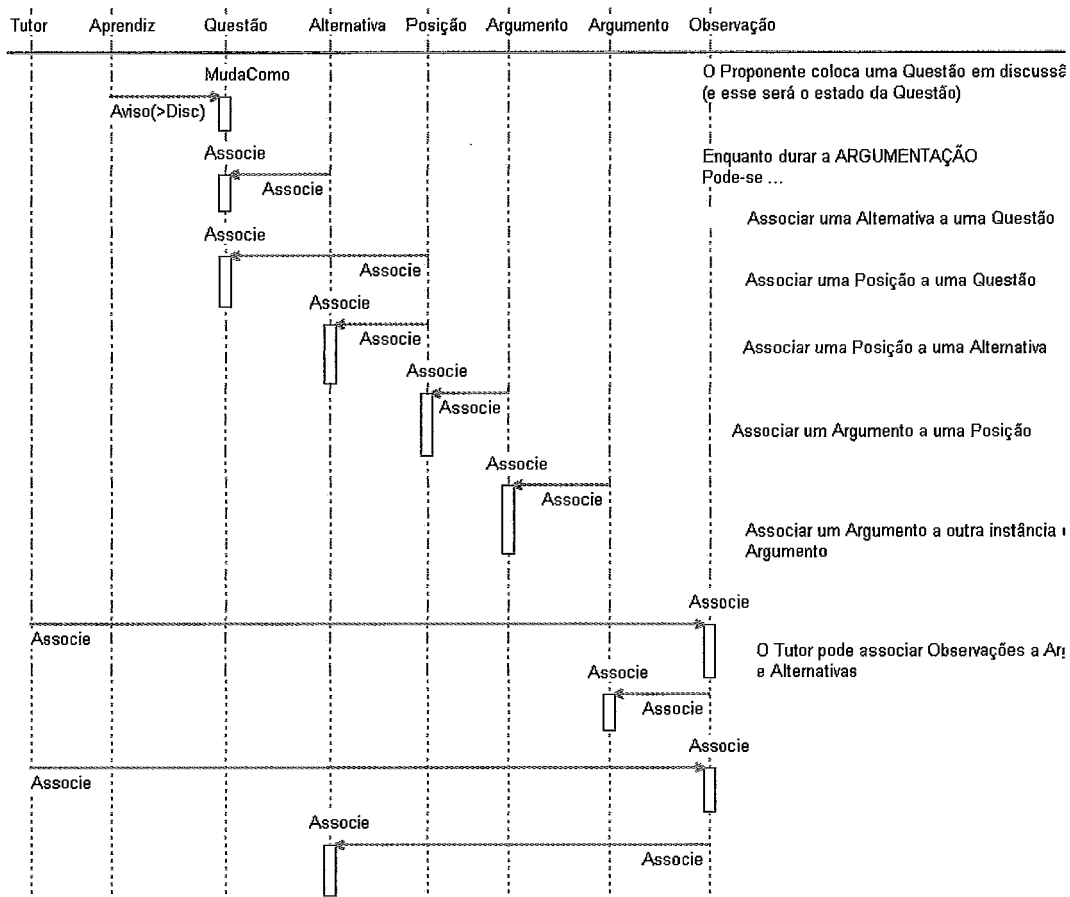 Tutor Aprendiz Questão Alternativa Posição Argumento Argumento Observação
MudaComo
O Proponente coloca uma Questão em
(e esse será o estado da Questão)
Aviso(>Disc)
Associe
Enquanto durar a ARGUMENTAÇÃO
Pode-se ...
Associe
Associar uma Alternativa a uma Questão
Associe
Associe
Associar uma Posição a uma Questão
Associe
Associe
Associar uma Posição a uma Alternativa
Associe
Associe
Associar um Argumento a uma Posição
Associe
Associe
Associar um Argumento a outra instância
Argumento
Associe
Associe
O Tutor pode associar Observações a
e Alternativas
Associe
Associe
Associe
Associe
Associe
Associe